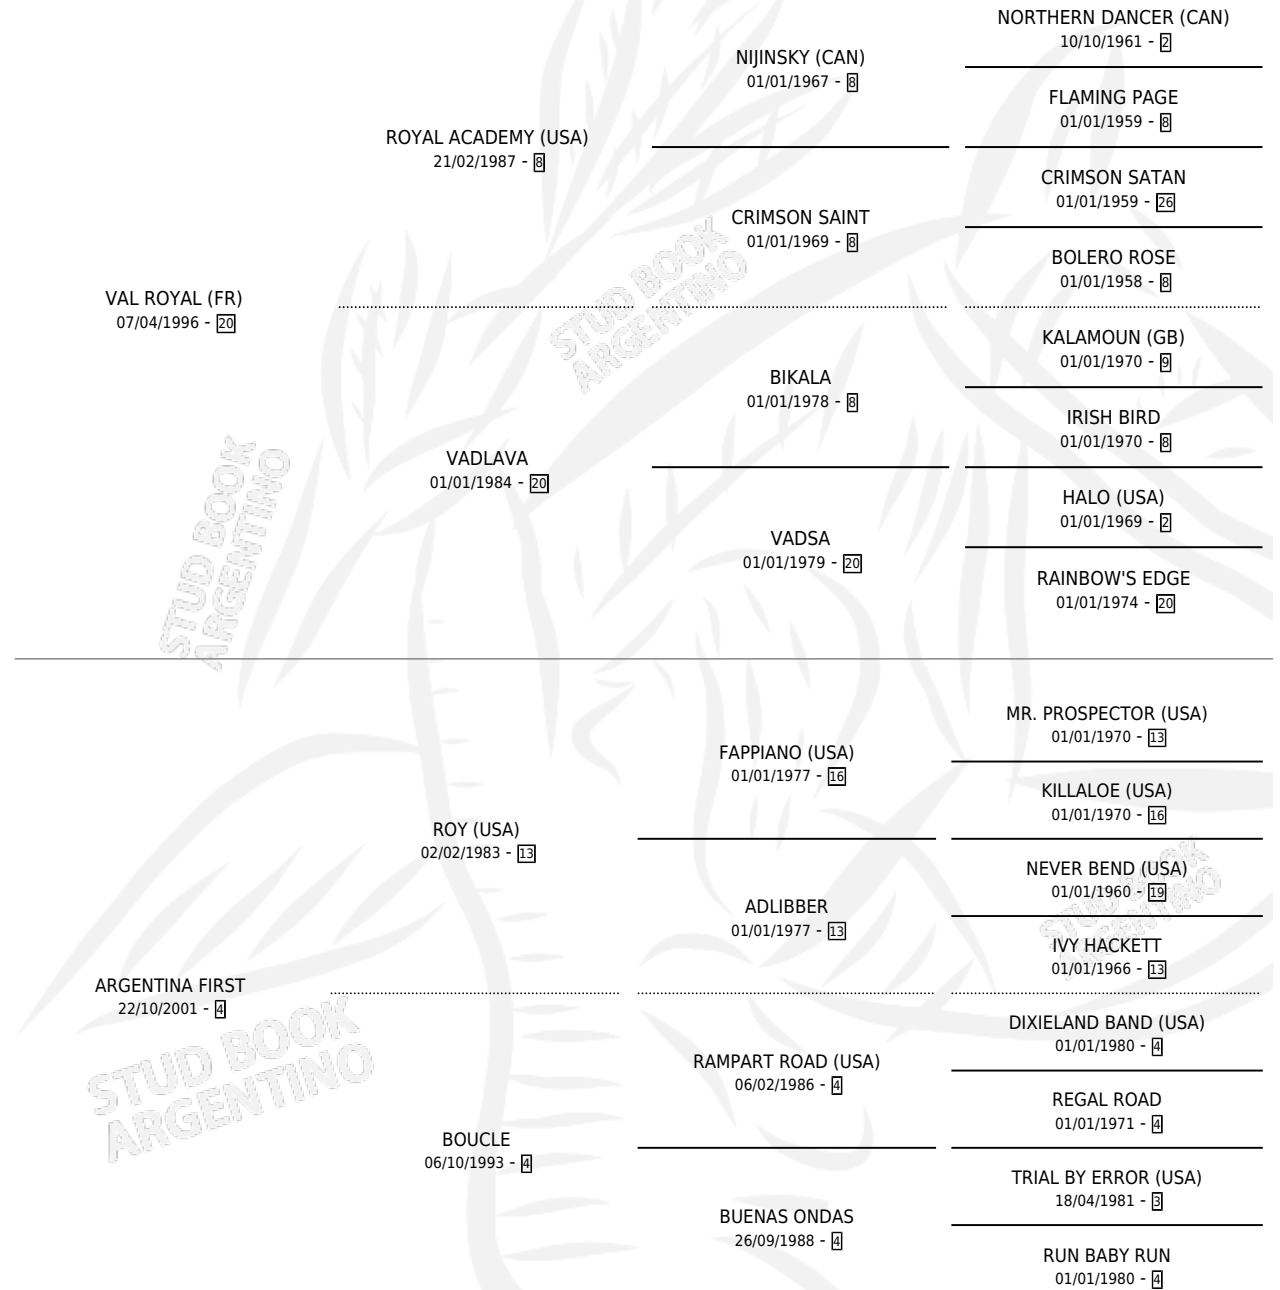 NORTHERN DANCER (CAN)
10/10/1961 - 2
NIJINSKY (CAN)
01/01/1967 - 8
FLAMING PAGE
01/01/1959 - 8
ROYAL ACADEMY (USA)
21/02/1987 - 8
CRIMSON SATAN
01/01/1959 - 26
CRIMSON SAINT
01/01/1969 - 8
BOLERO ROSE
01/01/1958 - 8
VAL ROYAL (FR)
07/04/1996 - 20
STUD BOOK
ARGENTINO
KALAMOUN (GB)
01/01/1970 - 9
BIKALA
01/01/1978 - 8
IRISH BIRD
01/01/1970 - 8
VADLAVA
01/01/1984 - 20
HALO (USA)
01/01/1969 - 2
VADSA
01/01/1979 - 20
RAINBOW'S EDGE
01/01/1974 - 20
STUD BOOK
ARGENTINO
MR. PROSPECTOR (USA)
01/01/1970 - 13
FAPPIANO (USA)
01/01/1977 - 16
KILLALOE (USA)
01/01/1970 - 16
ROY (USA)
02/02/1983 - 13
NEVER BEND (USA)
01/01/1960 - 19
ADLIBBER
01/01/1977 - 13
STUD BOOK
ARGENTINO
IVY HACKETT
01/01/1966 - 13
ARGENTINA FIRST
22/10/2001 - 4
DIXIELAND BAND (USA)
01/01/1980 - 4
RAMPART ROAD (USA)
06/02/1986 - 4
STUD BOOK
ARGENTINO
REGAL ROAD
01/01/1971 - 4
BOUCLE
06/10/1993 - 4
TRIAL BY ERROR (USA)
18/04/1981 - 3
BUENAS ONDAS
26/09/1988 - 4
RUN BABY RUN
01/01/1980 - 4